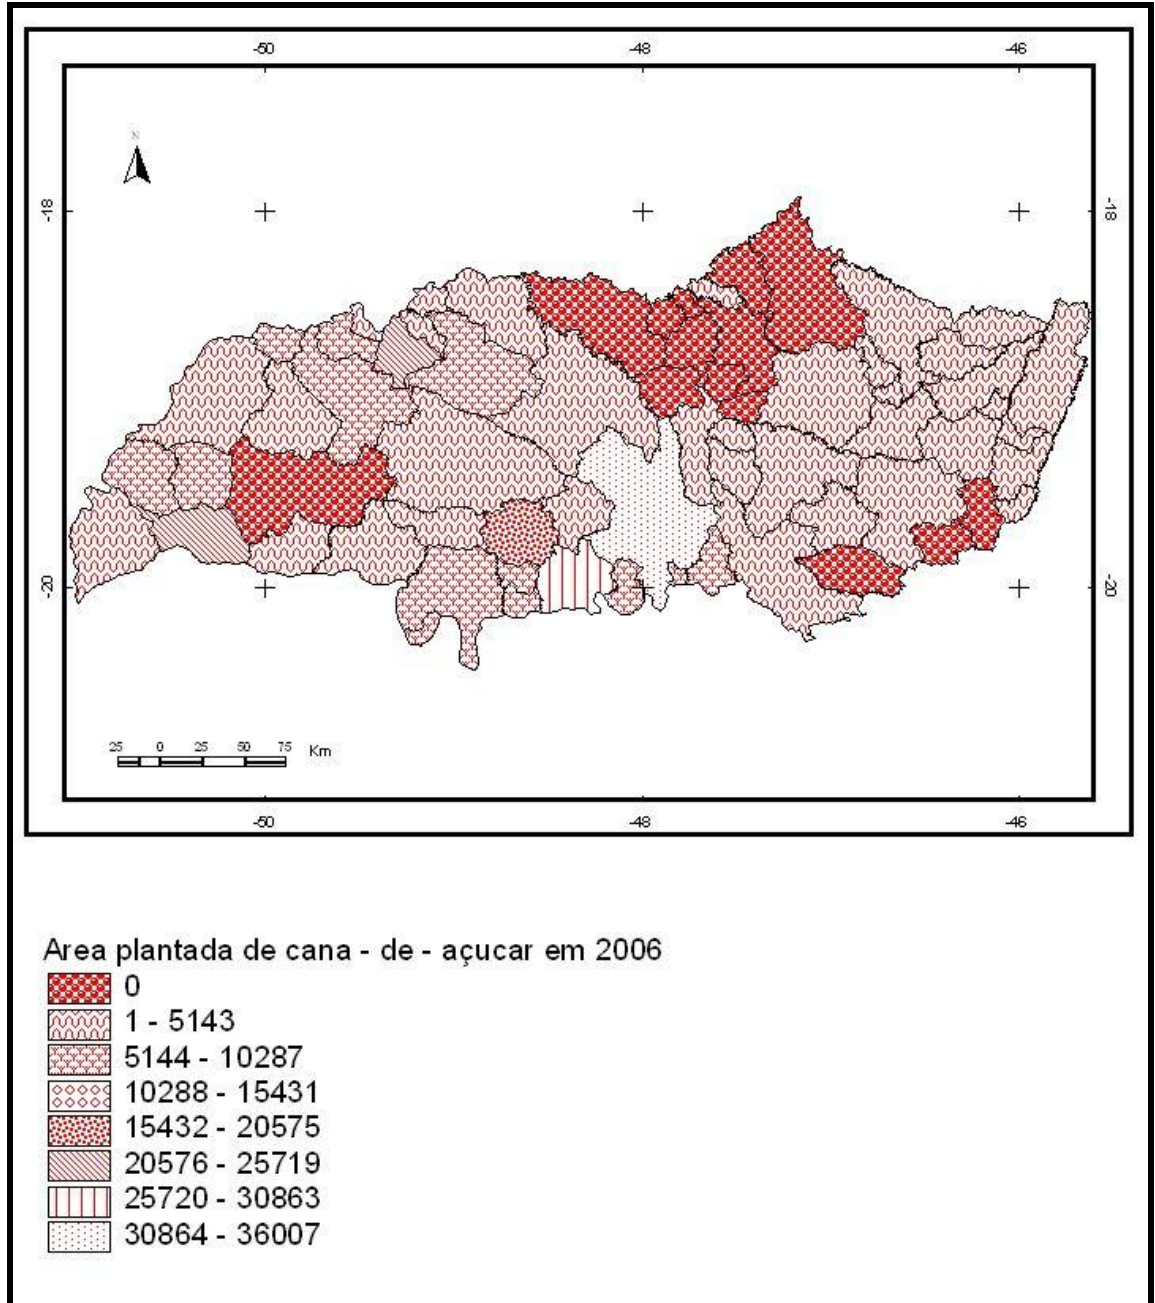 -50 -48 -46
N
-18 -18
-20 -20
25 0 25 50 75 Km
-50 -48 -46
Area plantada de cana - de - açucar em 2006
0
1 - 5143
5144 - 10287
10288 - 15431
15432 - 20575
20576 - 25719
25720 - 30863
30864 - 36007